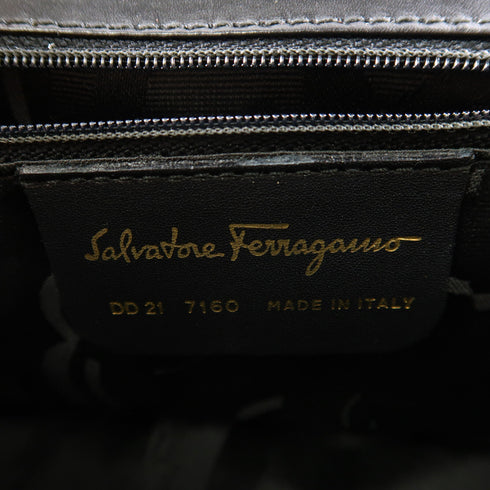 Salvatore Ferragamo
DD 21 7160 MADE IN ITALY